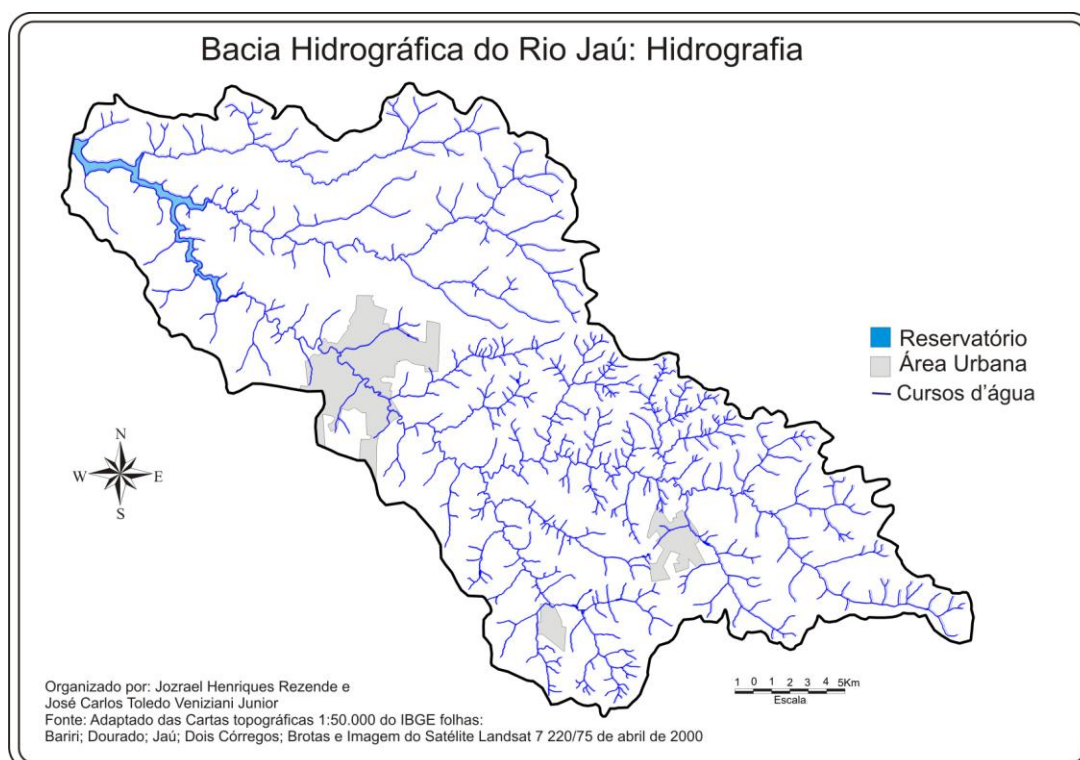 Bacia Hidrográfica do Rio Jaú: Hidrografia
Reservatório
Área Urbana
Cursos d'água
N
W E
S
1 0 1 2 3 4 5Km
Escala
Organizado por: Jozrael Henriques Rezende e
José Carlos Toledo Veniziani Junior
Fonte: Adaptado das Cartas topográficas 1:50.000 do IBGE folhas:
Bariri; Dourado; Jaú; Dois Córregos; Brotas e Imagem do Satélite Landsat 7 220/75 de abril de 2000